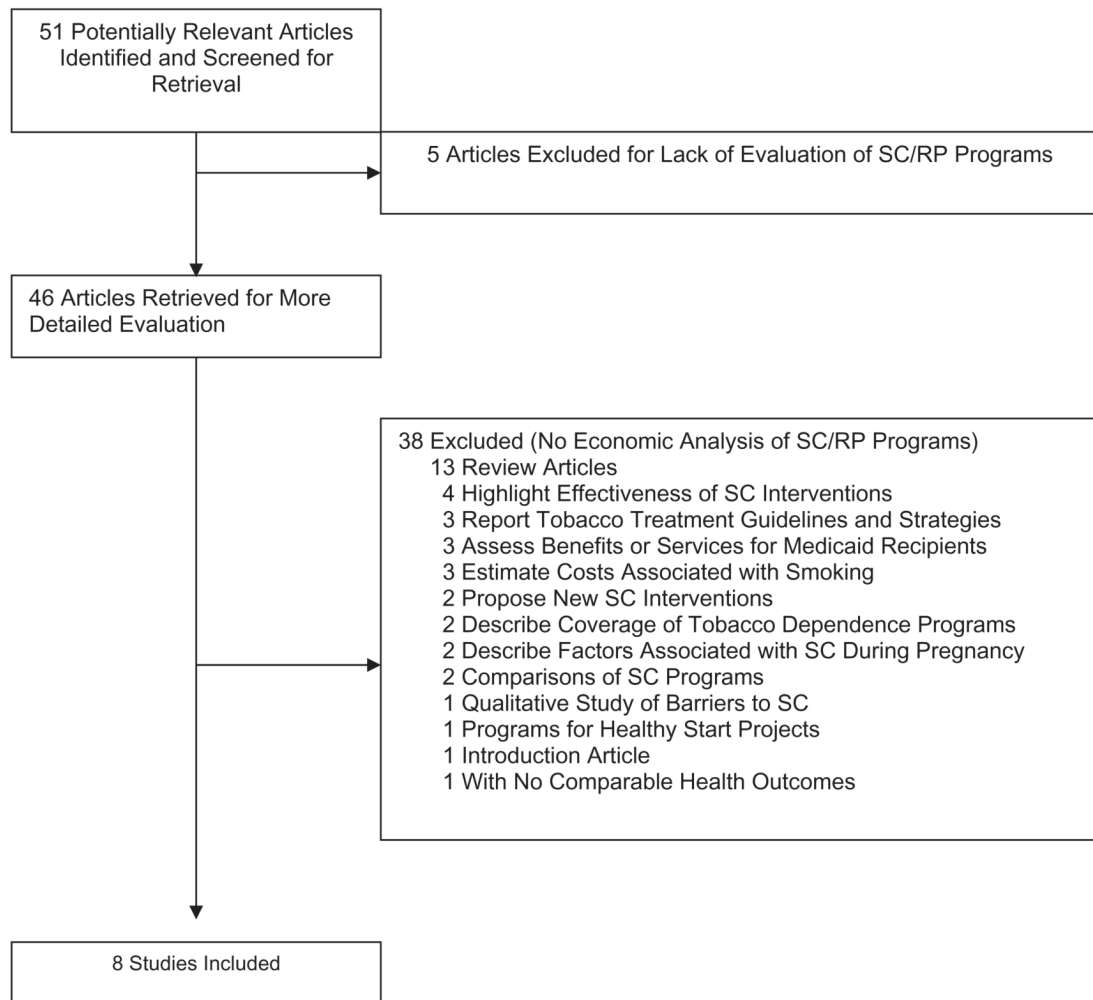 51 Potentially Relevant Articles
Identified and Screened for
Retrieval
5 Articles Excluded for Lack of Evaluation of SC/RP Programs
46 Articles Retrieved for More
Detailed Evaluation
38 Excluded (No Economic Analysis of SC/RP Programs)
13 Review Articles
4 Highlight Effectiveness of SC Interventions
3 Report Tobacco Treatment Guidelines and Strategies
3 Assess Benefits or Services for Medicaid Recipients
3 Estimate Costs Associated with Smoking
2 Propose New SC Interventions
2 Describe Coverage of Tobacco Dependence Programs
2 Describe Factors Associated with SC During Pregnancy
2 Comparisons of SC Programs
1 Qualitative Study of Barriers to SC
1 Programs for Healthy Start Projects
1 Introduction Article
1 With No Comparable Health Outcomes
8 Studies Included